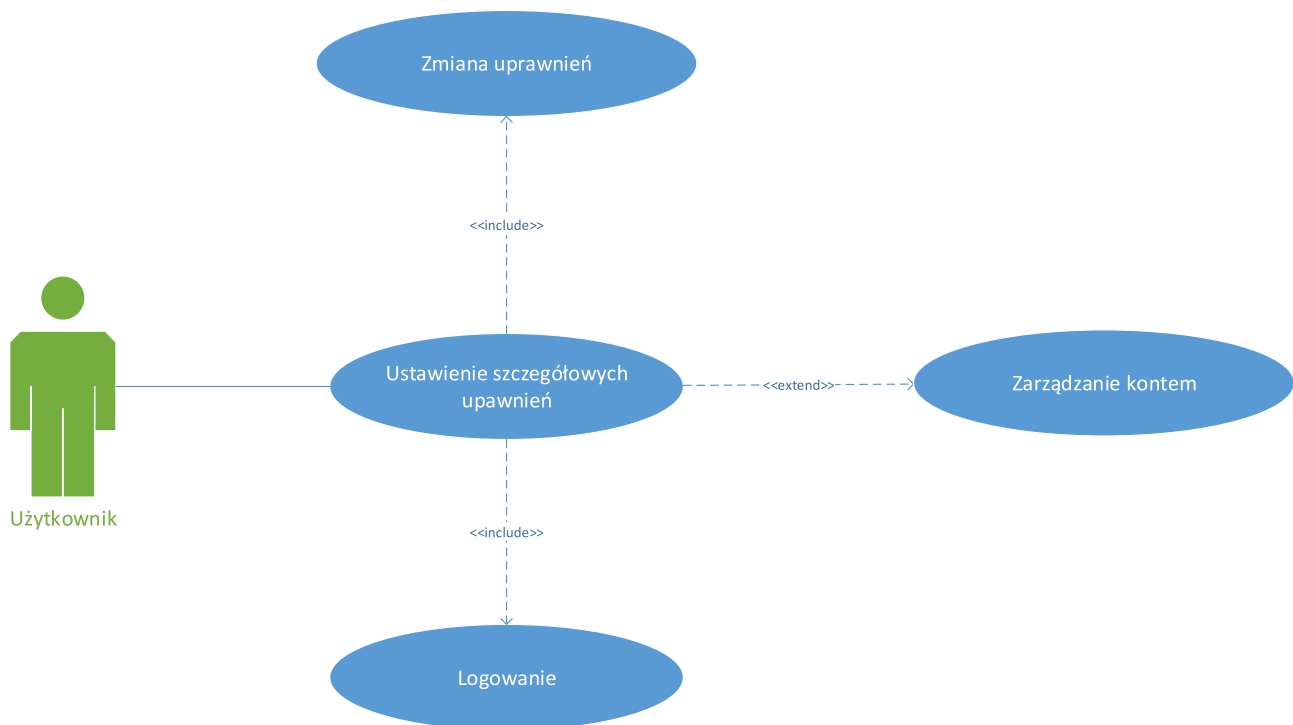 Zmiana uprawnień
<<include>>
Ustawienie szczegółowych
upawnień
<<extend>>
Zarządzanie kontem
Użytkownik
<<include>>
Logowanie